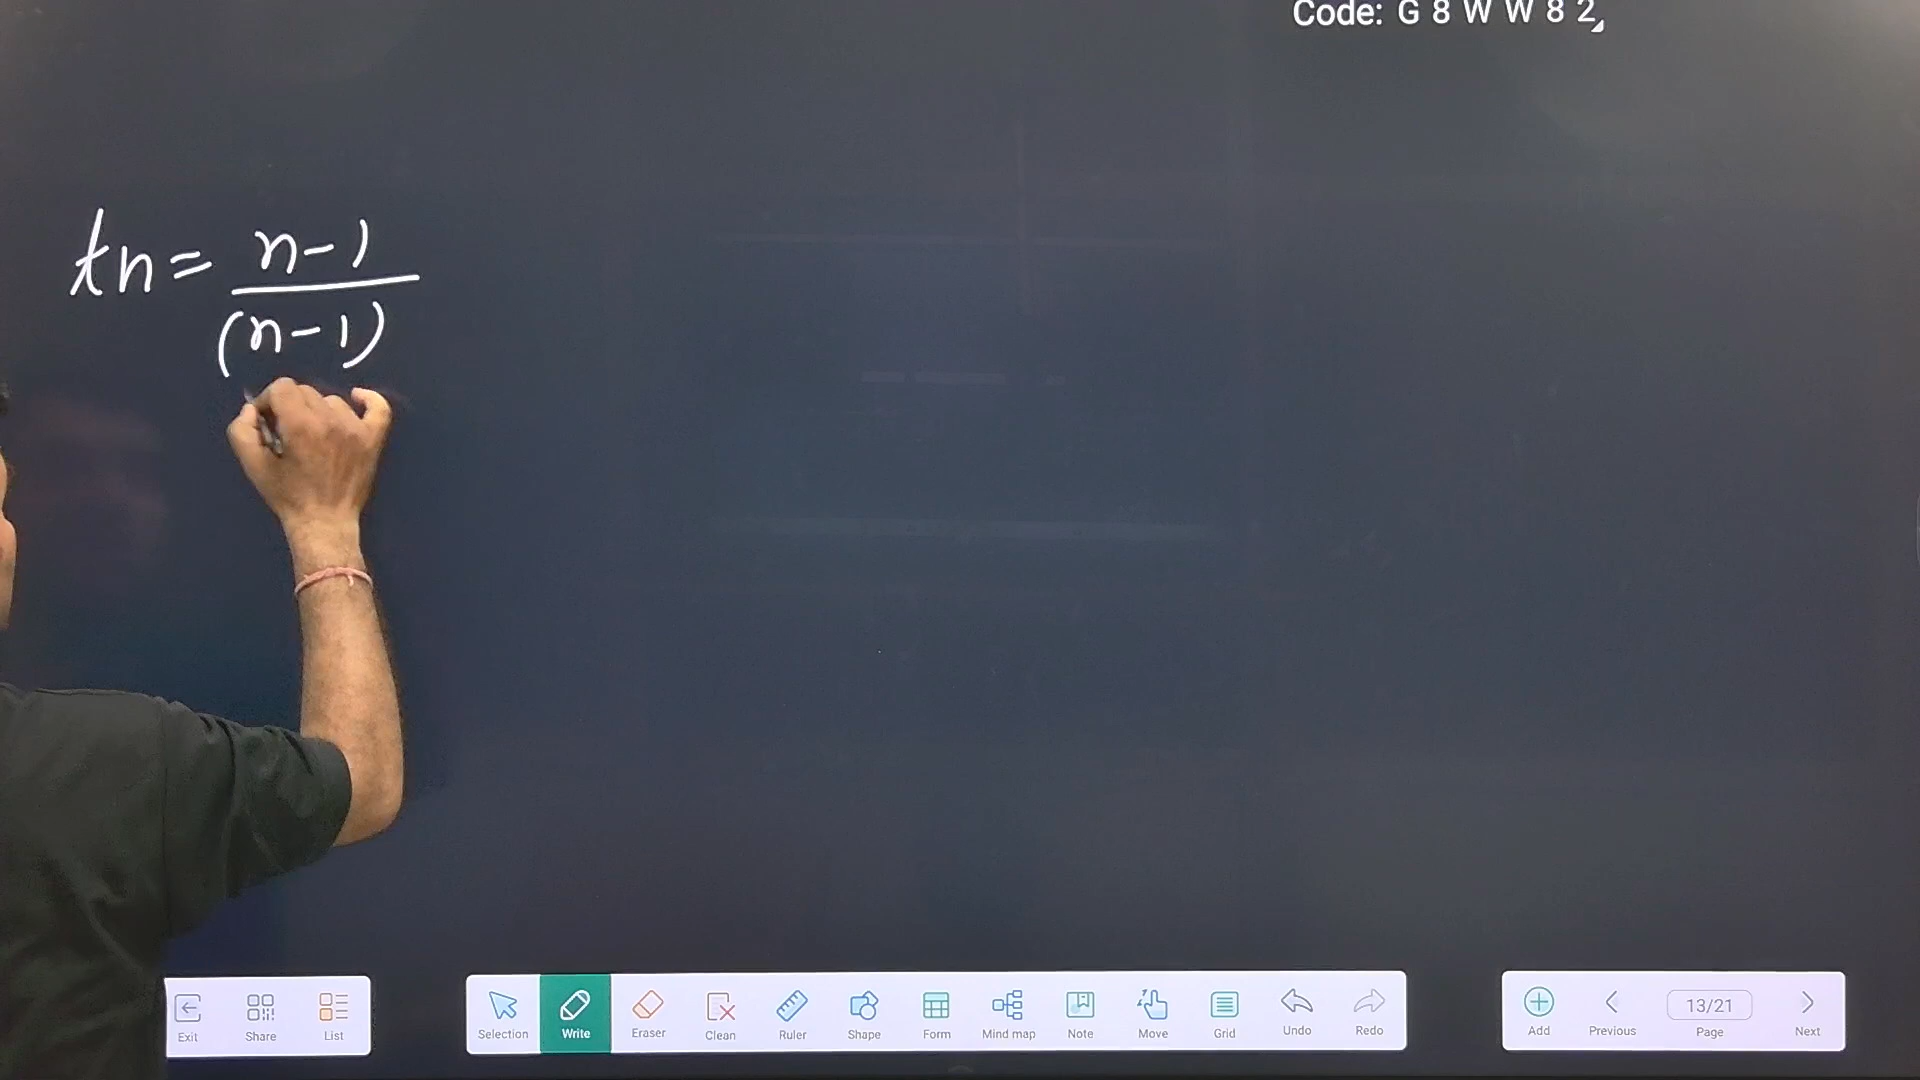 Code: G 8 W W 8 2
tn = n-1
(n-1)
Exit Share List Selection Write Eraser Clean Ruler Shape Form Mind map Note Move Grid Undo Redo Add Previous 13/21 Page Next